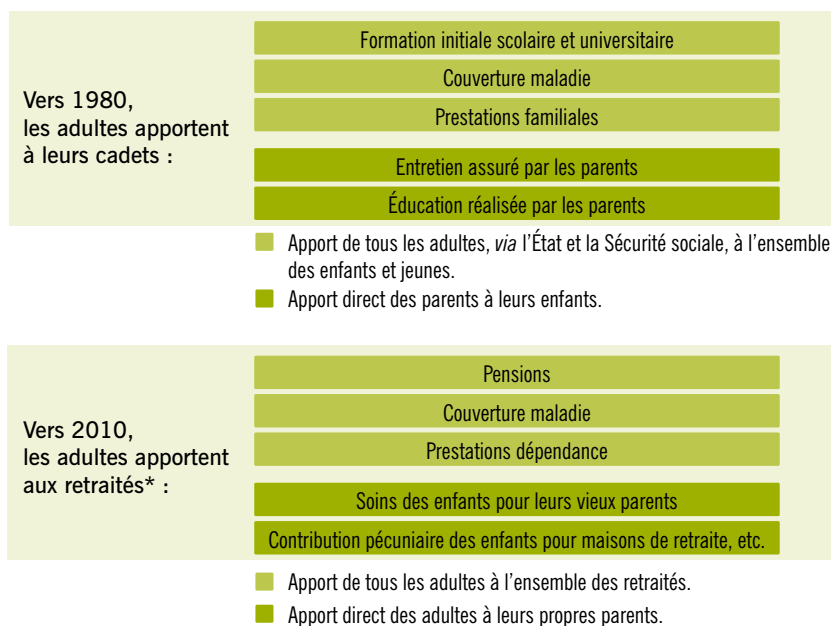 Vers 1980,
les adultes apportent
à leurs cadets :
Formation initiale scolaire et universitaire
Couverture maladie
Prestations familiales
Entretien assuré par les parents
Éducation réalisée par les parents
Apport de tous les adultes, via l’État et la Sécurité sociale, à l’ensemble
des enfants et jeunes.
Apport direct des parents à leurs enfants.
Vers 2010,
les adultes apportent
aux retraités* :
Pensions
Couverture maladie
Prestations dépendance
Soins des enfants pour leurs vieux parents
Contribution pécuniaire des enfants pour maisons de retraite, etc.
Apport de tous les adultes à l’ensemble des retraités.
Apport direct des adultes à leurs propres parents.